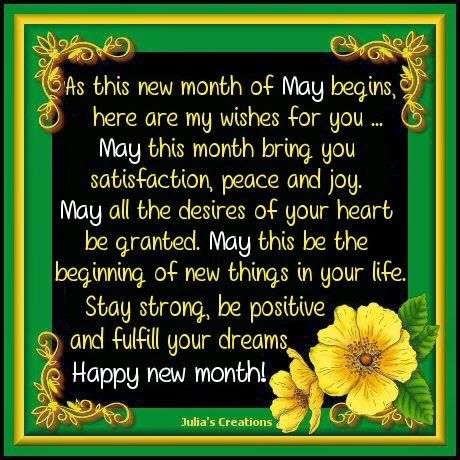 As this new month of May begins,
here are my wishes for you ...
May this month bring you
satisfaction, peace and joy.
May all the desires of your heart
be granted. May this be the
beginning of new things in your life.
Stay strong, be positive
and fulfill your dreams
Happy new month!
Julia's Creations